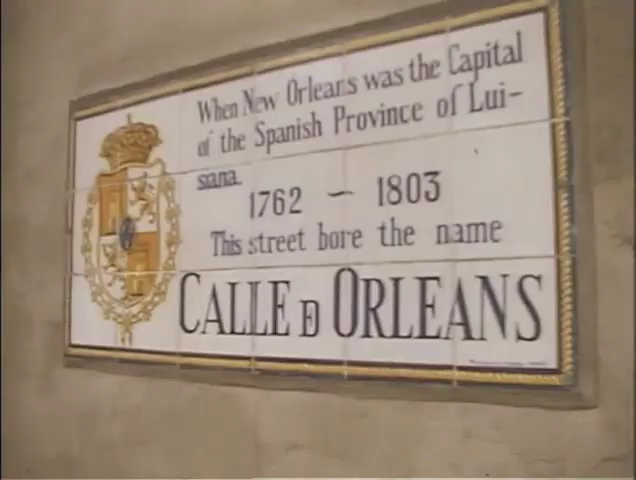 When New Orleans was the Capital
of the Spanish Province of Lui-
siana.
1762 – 1803
This street bore the name
CALLE D ORLEANS